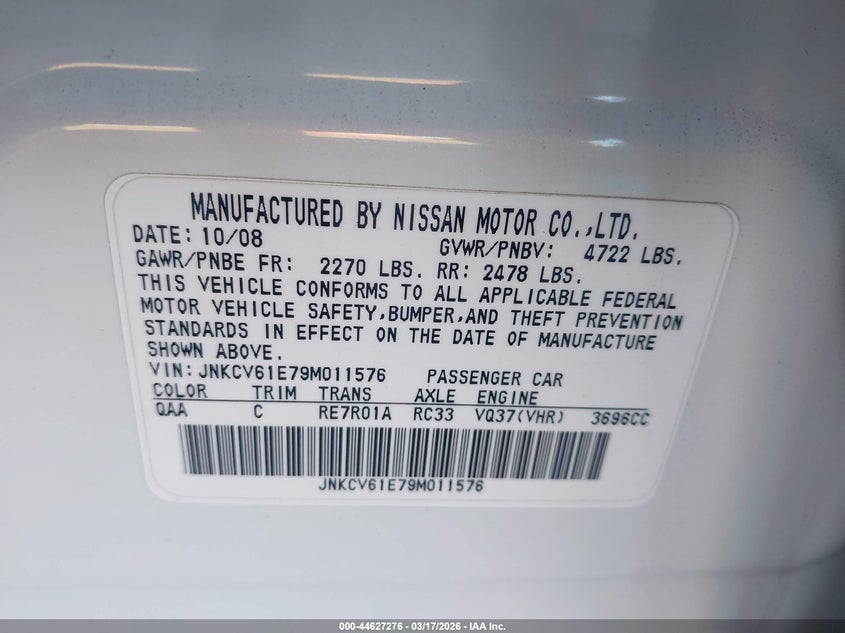 MANUFACTURED BY NISSAN MOTOR CO.,LTD.
DATE: 10/08 GVWR/PNBV: 4722 LBS.
GAWR/PNBE FR: 2270 LBS. RR: 2478 LBS.
THIS VEHICLE CONFORMS TO ALL APPLICABLE FEDERAL
MOTOR VEHICLE SAFETY,BUMPER,AND THEFT PREVENTION
STANDARDS IN EFFECT ON THE DATE OF MANUFACTURE
SHOWN ABOVE.
VIN: JNKCV61E79M011576 PASSENGER CAR
COLOR TRIM TRANS AXLE ENGINE
QAA C RE7R01A RC33 VQ37(VHR) 3696CC
JNKCV61E79M011576
000-44627276 - 03/17/2026 - IAA Inc.